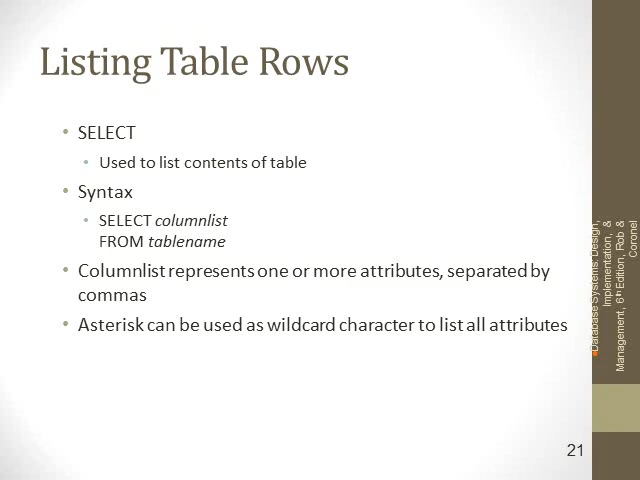 Listing Table Rows
• SELECT
• Used to list contents of table
• Syntax
• SELECT columnlist
FROM tablename
• Columnlist represents one or more attributes, separated by
commas
• Asterisk can be used as wildcard character to list all attributes
Database Systems: Design,
Implementation, &
Management, 6th Edition, Rob &
Coronel
21